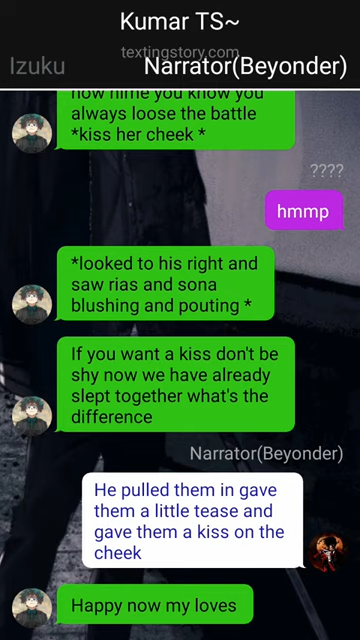 Kumar TS~
textingstory.com
Izuku
Narrator(Beyonder)
now hime you know you
always loose the battle
*kiss her cheek *
????
hmmp
*looked to his right and
saw rias and sona
blushing and pouting *
If you want a kiss don't be
shy now we have already
slept together what's the
difference
Narrator(Beyonder)
He pulled them in gave
them a little tease and
gave them a kiss on the
cheek
Happy now my loves